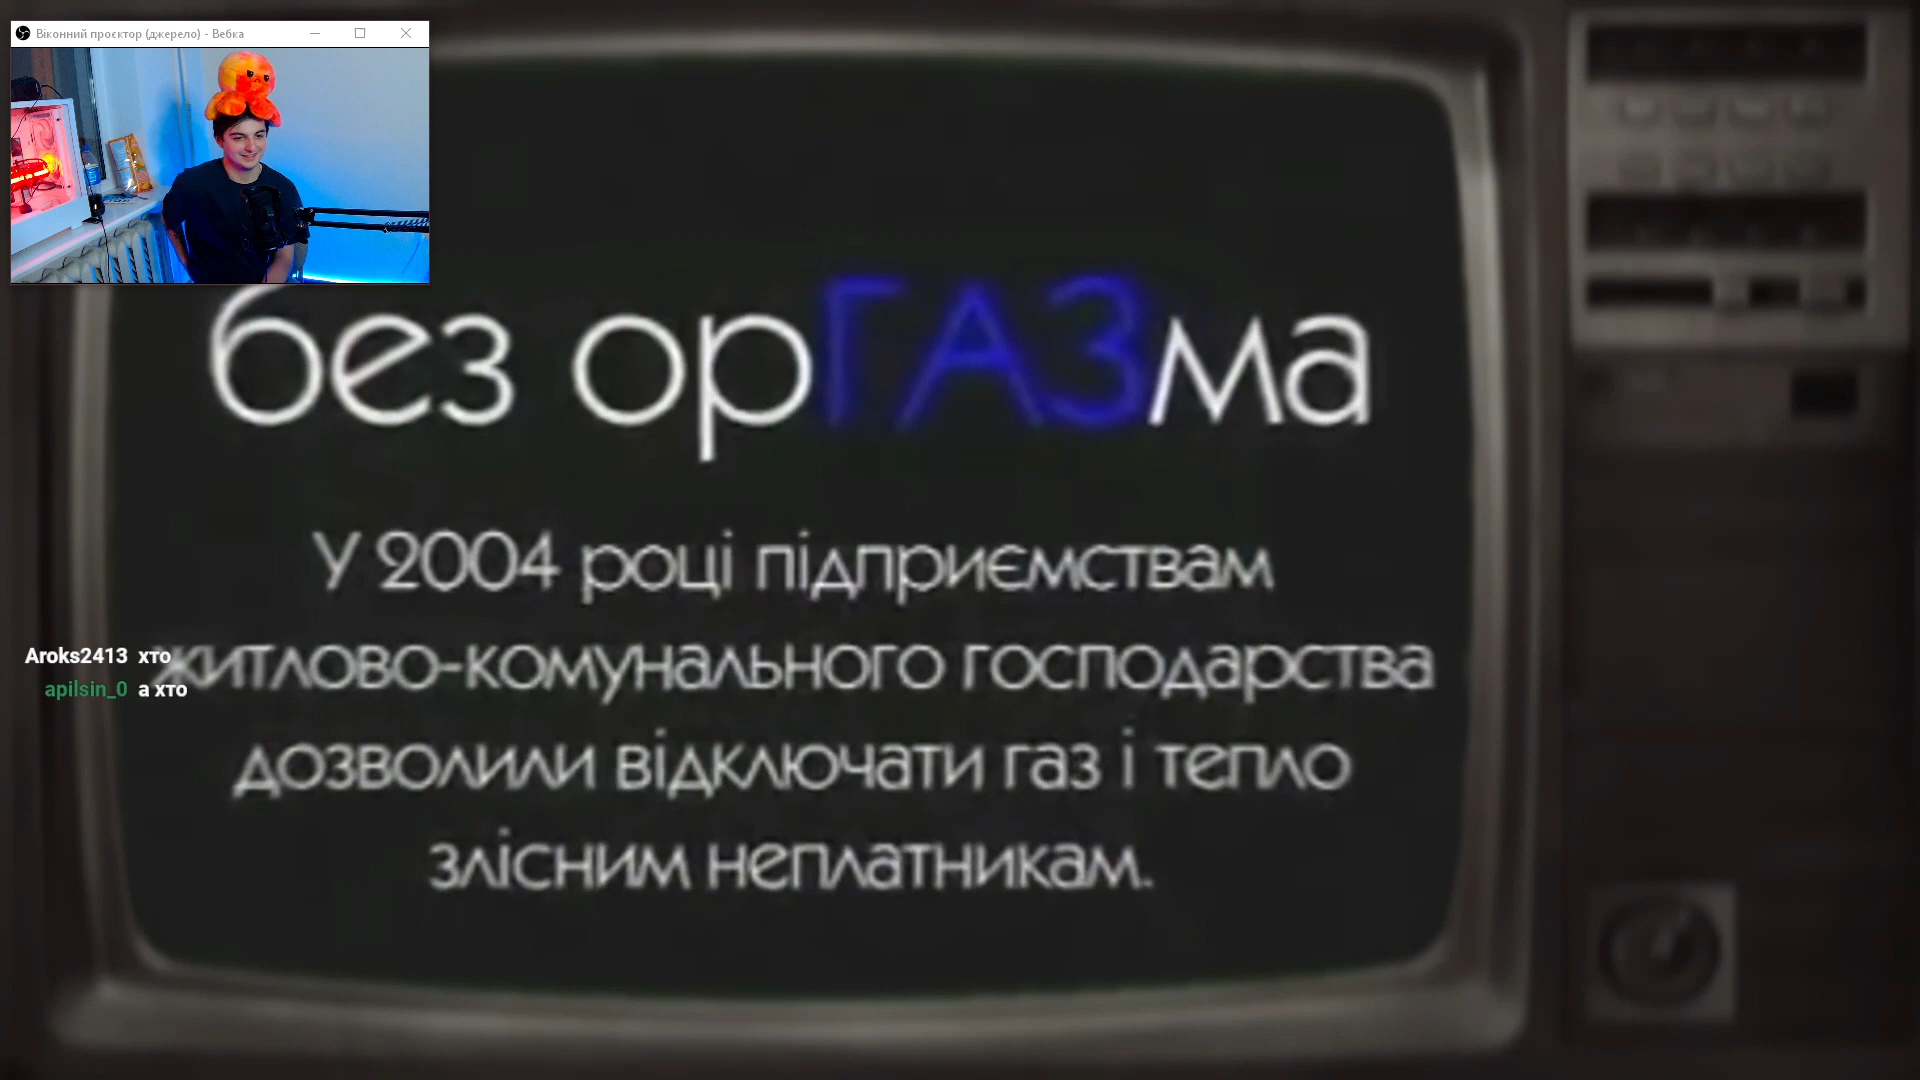 Віконний проєктор (джерело) - Вебка
без орГАЗма
У 2004 році підприємствам
житлово-комунального господарства
дозволили відключати газ і тепло
злісним неплатникам.
Aroks2413 хто
apilsin_0 а хто